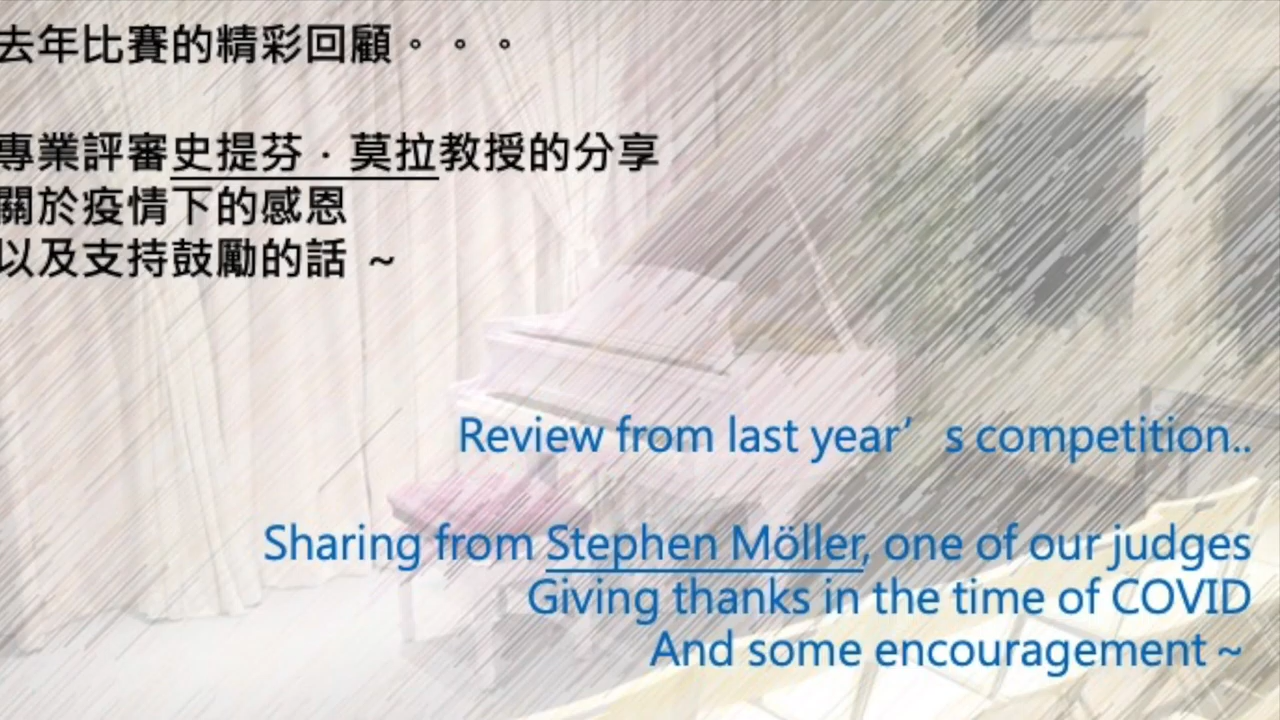 去年比賽的精彩回顧。。。
專業評審史提芬．莫拉教授的分享
關於疫情下的感恩
以及支持鼓勵的話 ~
Review from last year’s competition..
Sharing from Stephen Möller, one of our judges
Giving thanks in the time of COVID
And some encouragement ~